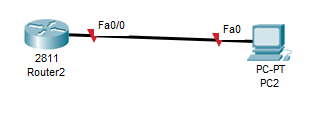 Fa0/0
Fa0
2811
Router2
PC-PT
PC2